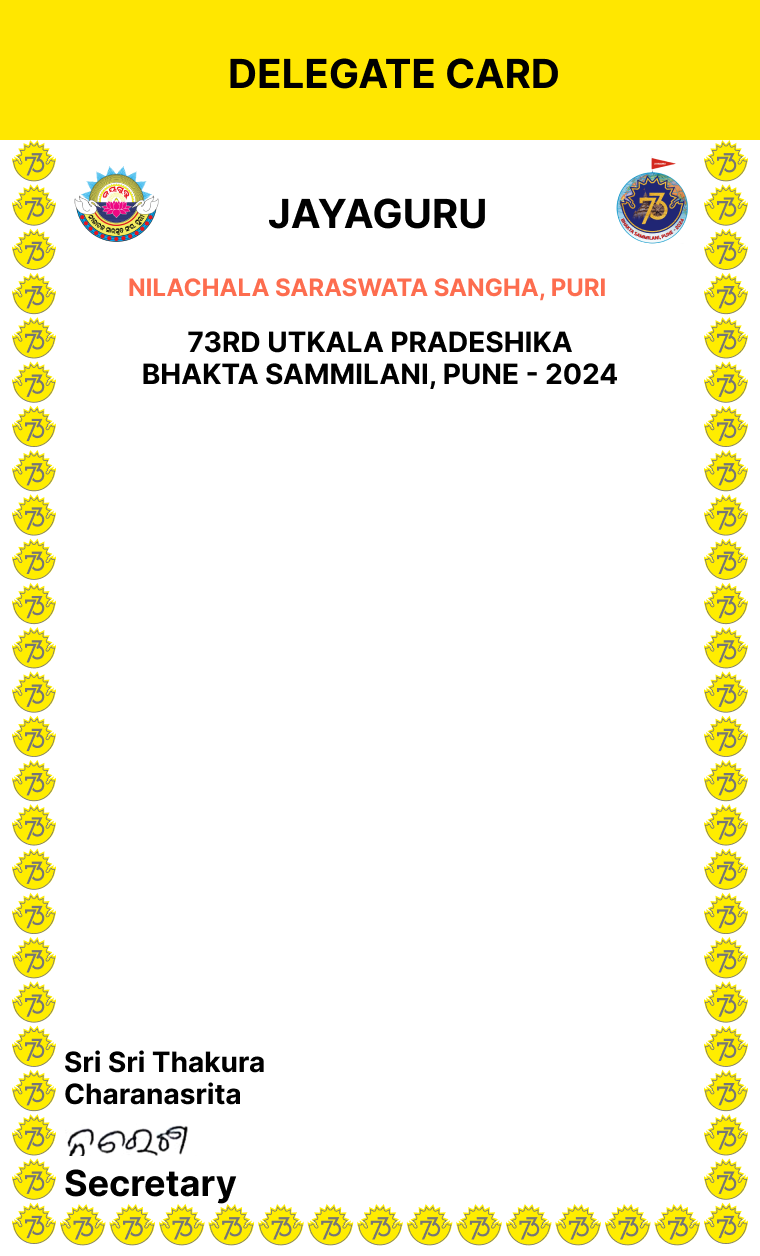 DELEGATE CARD
JAYAGURU
NILACHALA SARASWATA SANGHA, PURI
73RD UTKALA PRADESHIKA
BHAKTA SAMMILANI, PUNE - 2024
Sri Sri Thakura
Charanasrita
Secretary